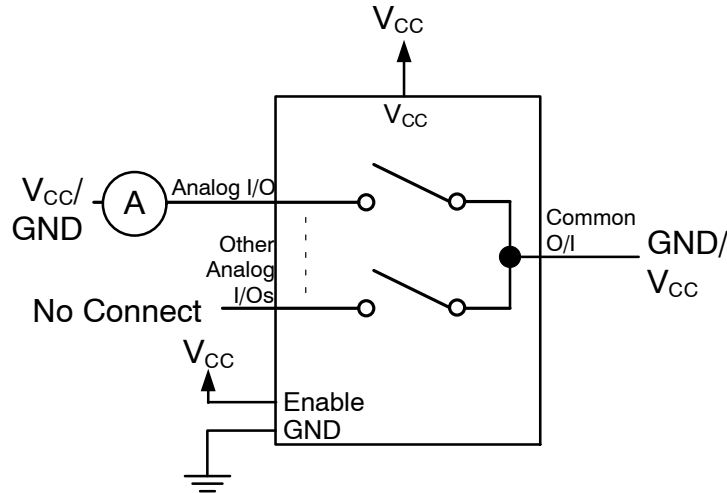 VCC
VCC
VCC/
GND
A
Analog I/O
Other
Analog
I/Os
Common
O/I
GND/
VCC
No Connect
VCC
Enable
GND